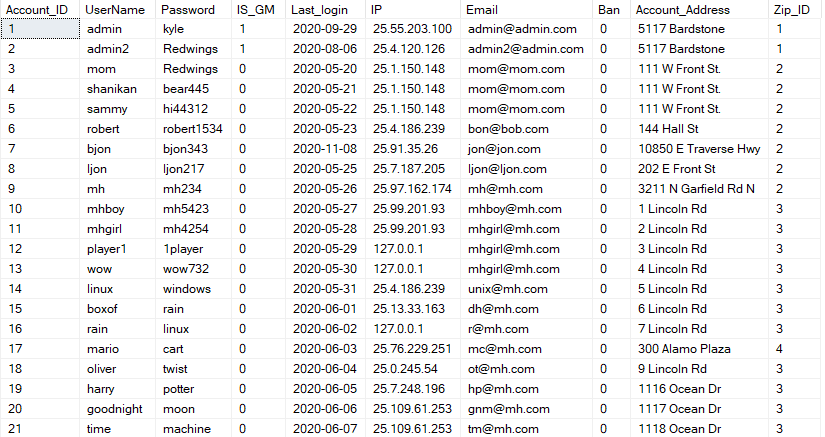 Account_ID UserName Password IS_GM Last_login IP Email Ban Account_Address Zip_ID
1 admin kyle 1 2020-09-29 25.55.203.100 admin@admin.com 0 5117 Bardstone 1
2 admin2 Redwings 1 2020-08-06 25.4.120.126 admin2@admin.com 0 5117 Bardstone 1
3 mom Redwings 0 2020-05-20 25.1.150.148 mom@mom.com 0 111 W Front St. 2
4 shanikan bear445 0 2020-05-21 25.1.150.148 mom@mom.com 0 111 W Front St. 2
5 sammy hi44312 0 2020-05-22 25.1.150.148 mom@mom.com 0 111 W Front St. 2
6 robert robert1534 0 2020-05-23 25.4.186.239 bon@bob.com 0 144 Hall St 2
7 bjon bjon343 0 2020-11-08 25.91.35.26 jon@jon.com 0 10850 E Traverse Hwy 2
8 ljon ljon217 0 2020-05-25 25.7.187.205 ljon@ljon.com 0 202 E Front St 2
9 mh mh234 0 2020-05-26 25.97.162.174 mh@mh.com 0 3211 N Garfield Rd N 2
10 mhboy mh5423 0 2020-05-27 25.99.201.93 mhboy@mh.com 0 1 Lincoln Rd 3
11 mhgirl mh4254 0 2020-05-28 25.99.201.93 mhgirl@mh.com 0 2 Lincoln Rd 3
12 player1 1player 0 2020-05-29 127.0.0.1 mhgirl@mh.com 0 3 Lincoln Rd 3
13 wow wow732 0 2020-05-30 127.0.0.1 mhgirl@mh.com 0 4 Lincoln Rd 3
14 linux windows 0 2020-05-31 25.4.186.239 unix@mh.com 0 5 Lincoln Rd 3
15 boxof rain 0 2020-06-01 25.13.33.163 dh@mh.com 0 6 Lincoln Rd 3
16 rain linux 0 2020-06-02 127.0.0.1 r@mh.com 0 7 Lincoln Rd 3
17 mario cart 0 2020-06-03 25.76.229.251 mc@mh.com 0 300 Alamo Plaza 4
18 oliver twist 0 2020-06-04 25.0.245.54 ot@mh.com 0 9 Lincoln Rd 3
19 harry potter 0 2020-06-05 25.7.248.196 hp@mh.com 0 1116 Ocean Dr 3
20 goodnight moon 0 2020-06-06 25.109.61.253 gnm@mh.com 0 1117 Ocean Dr 3
21 time machine 0 2020-06-07 25.109.61.253 tm@mh.com 0 1118 Ocean Dr 3